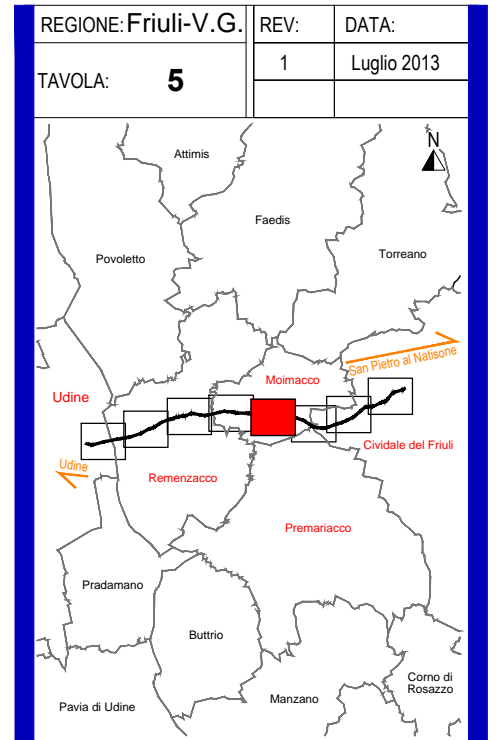 REGIONE: Friuli-V.G. REV: DATA:
TAVOLA: 5 1 Luglio 2013
N
Attimis
Faedis
Povoletto
Torreano
San Pietro al Natisone
Moimacco
Udine
Cividale del Friuli
Udine
Remenzacco
Premariacco
Pradamano
Buttrio
Corno di
Rosazzo
Manzano
Pavia di Udine